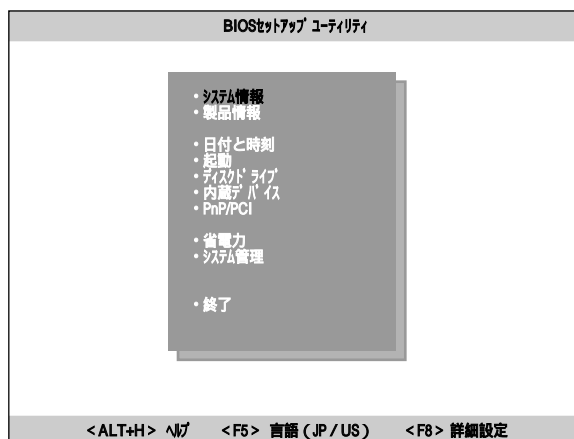 BIOSｾｯﾄｱｯﾌﾟ ﾕｰﾃｨﾘﾃｨ
・ｼｽﾃﾑ情報
・製品情報
・日付と時刻
・起動
・ﾃﾞｨｽｸﾄﾞﾗｲﾌﾞ
・内蔵ﾃﾞﾊﾞｲｽ
・PnP/PCI
・省電力
・ｼｽﾃﾑ管理
・終了
<ALT+H> ﾍﾙﾌﾟ <F5> 言語 ( JP / US ) <F8> 詳細設定